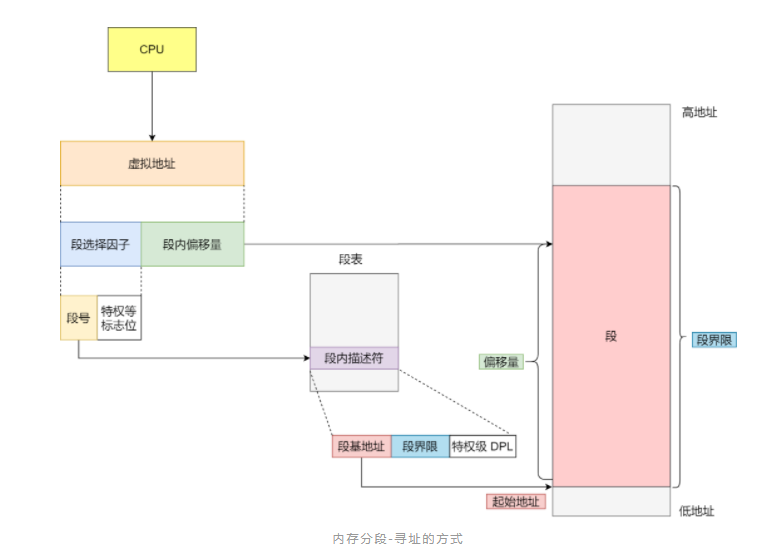 CPU
高地址
虚拟地址
段选择因子
段内偏移量
段表
段号
特权等
标志位
段内描述符
偏移量
段
段界限
段基地址
段界限
特权级 DPL
起始地址
低地址
内存分段-寻址的方式